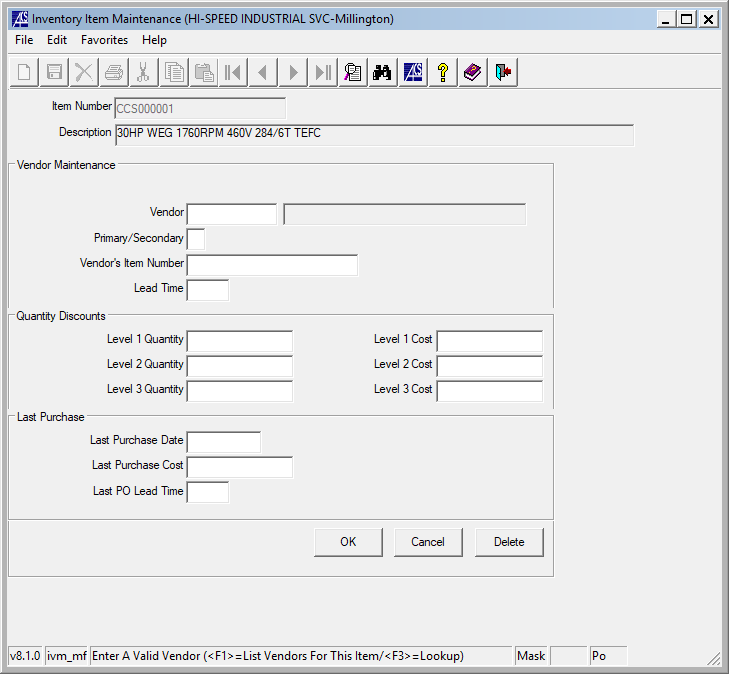 Inventory Item Maintenance (HI-SPEED INDUSTRIAL SVC-Millington)
File Edit Favorites Help
Item Number CCS000001
Description 30HP WEG 1760RPM 460V 284/6T TEFC
Vendor Maintenance
Vendor
Primary/Secondary
Vendor's Item Number
Lead Time
Quantity Discounts
Level 1 Quantity Level 1 Cost
Level 2 Quantity Level 2 Cost
Level 3 Quantity Level 3 Cost
Last Purchase
Last Purchase Date
Last Purchase Cost
Last PO Lead Time
OK Cancel Delete
v8.1.0 ivm_mf Enter A Valid Vendor (<F1>=List Vendors For This Item/<F3>=Lookup) Mask Po